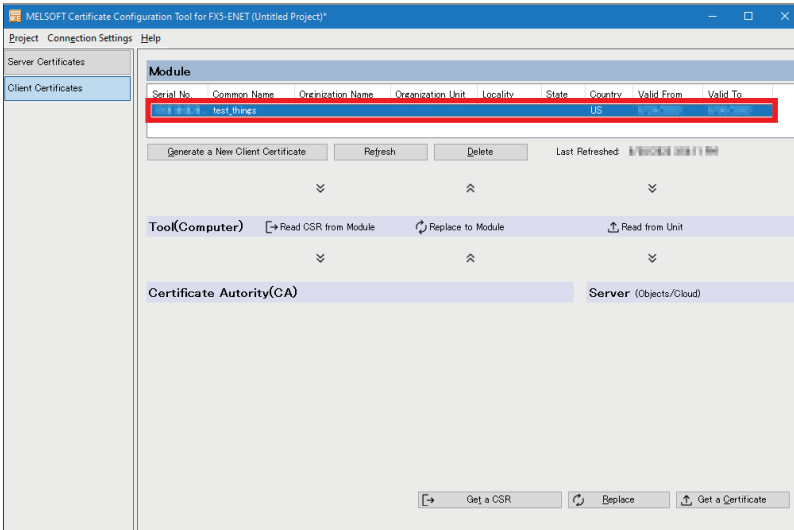 MELSOFT Certificate Configuration Tool for FX5-ENET (Untitled Project)*
Project Connection Settings Help
Server Certificates
Client Certificates
Module
Serial No. Common Name Orginization Name Organization Unit Locality State Country Valid From Valid To
test_things US
Generate a New Client Certificate Refresh Delete Last Refreshed:
Tool(Computer) Read CSR from Module Replace to Module Read from Unit
Certificate Autority(CA) Server (Objects/Cloud)
Get a CSR Replace Get a Certificate